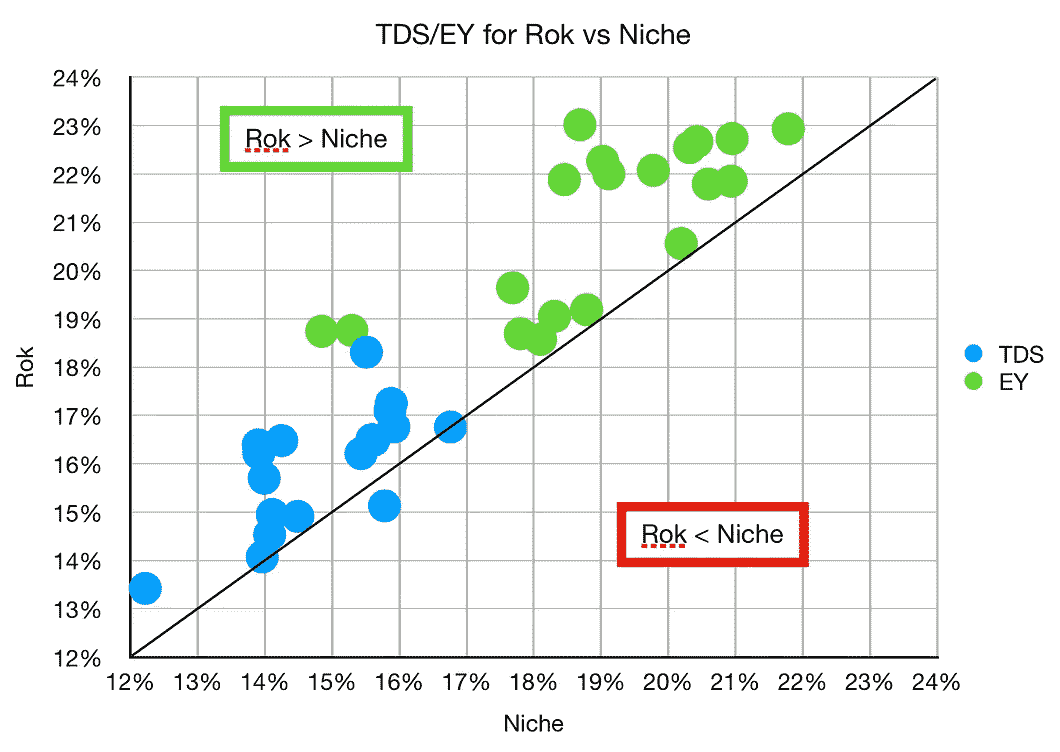 TDS/EY for Rok vs Niche
24%
23%
22%
21%
20%
19%
18%
17%
16%
15%
14%
13%
12%
Rok > Niche
Rok < Niche
Rok
TDS
EY
12% 13% 14% 15% 16% 17% 18% 19% 20% 21% 22% 23% 24%
Niche